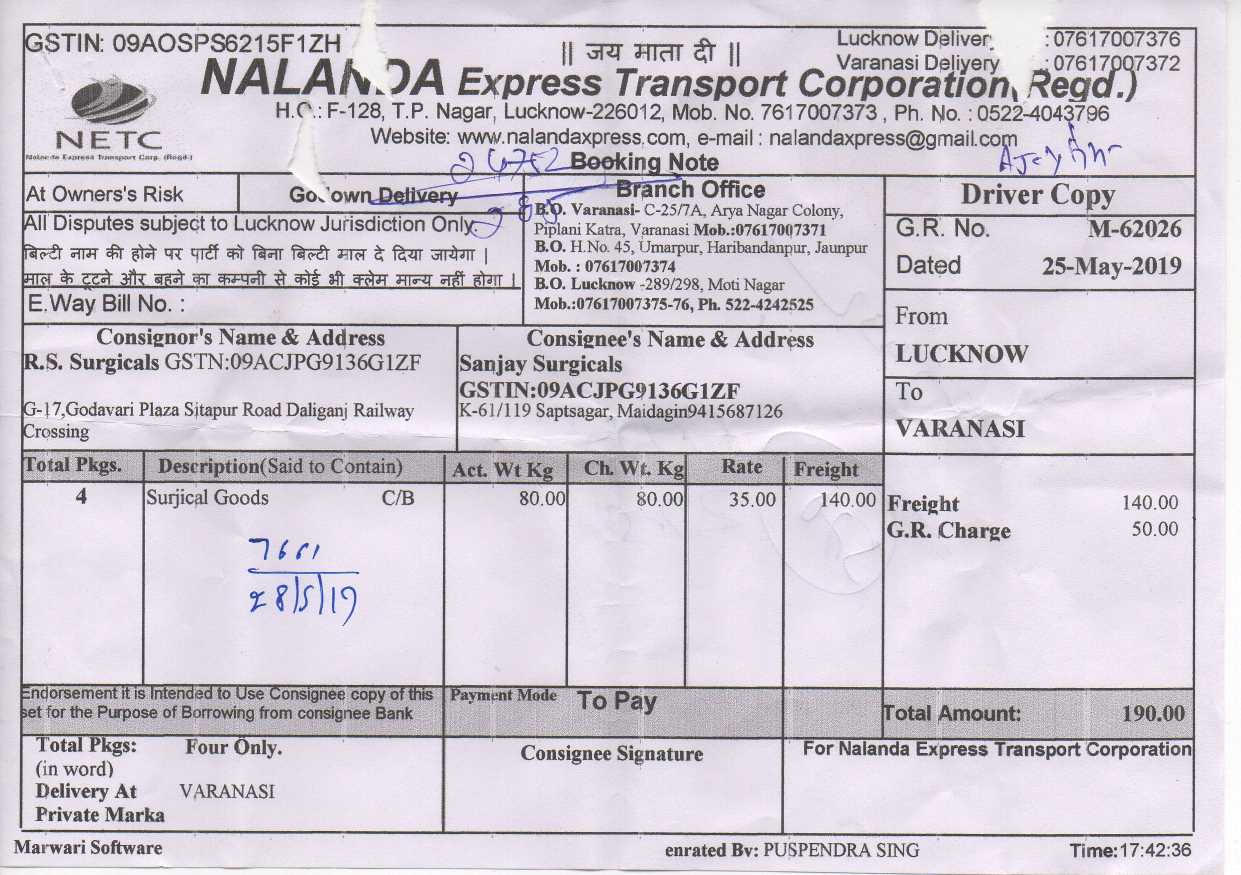 GSTIN: 09AOSPS6215F1ZH
|| जय माता दी ||
Lucknow Delivery : 07617007376
Varanasi Delivery : 07617007372
NALANDA Express Transport Corporation(Regd.)
H.O.: F-128, T.P. Nagar, Lucknow-226012, Mob. No. 7617007373 , Ph. No. : 0522-4043796
Website: www.nalandaxpress.com, e-mail : nalandaxpress@gmail.com
NETC
Nalanda Express Transport Corp. (Regd.)
Booking Note
At Owners's Risk
Godown Delivery
All Disputes subject to Lucknow Jurisdiction Only.
बिल्टी नाम की होने पर पार्टी को बिना बिल्टी माल दे दिया जायेगा |
माल के टूटने और बहने का कम्पनी से कोई भी क्लेम मान्य नहीं होगा |
E.Way Bill No. :
Branch Office
B.O. Varanasi- C-25/7A, Arya Nagar Colony,
Piplani Katra, Varanasi Mob.:07617007371
B.O. H.No. 45, Umarpur, Haribandanpur, Jaunpur
Mob. : 07617007374
B.O. Lucknow -289/298, Moti Nagar
Mob.:07617007375-76, Ph. 522-4242525
Driver Copy
G.R. No. M-62026
Dated 25-May-2019
From
LUCKNOW
To
VARANASI
Consignor's Name & Address
R.S. Surgicals GSTN:09ACJPG9136G1ZF
G-17,Godavari Plaza Sitapur Road Daliganj Railway
Crossing
Consignee's Name & Address
Sanjay Surgicals
GSTIN:09ACJPG9136G1ZF
K-61/119 Saptsagar, Maidagin9415687126
Total Pkgs. Description(Said to Contain) Act. Wt Kg Ch. Wt. Kg Rate Freight
4 Surjical Goods C/B 80.00 80.00 35.00 140.00
Freight 140.00
G.R. Charge 50.00
7661
28/5/19
Endorsement it is Intended to Use Consignee copy of this
set for the Purpose of Borrowing from consignee Bank
Payment Mode To Pay
Total Amount: 190.00
Total Pkgs: Four Only.
(in word)
Delivery At VARANASI
Private Marka
Consignee Signature
For Nalanda Express Transport Corporation
Marwari Software
enrated By: PUSPENDRA SING
Time:17:42:36